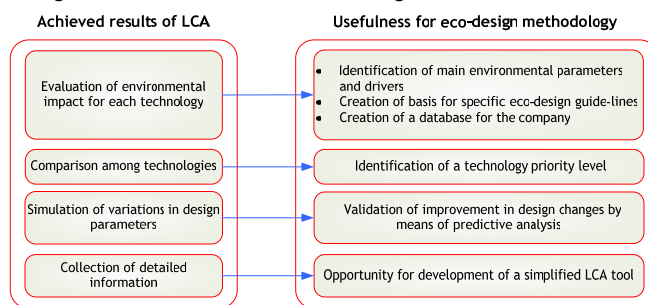 Achieved results of LCA
Usefulness for eco-design methodology
Evaluation of environmental
impact for each technology
• Identification of main environmental parameters
and drivers
• Creation of basis for specific eco-design guide-lines
• Creation of a database for the company
Comparison among technologies
Identification of a technology priority level
Simulation of variations in design
parameters
Validation of improvement in design changes by
means of predictive analysis
Collection of detailed
information
Opportunity for development of a simplified LCA tool